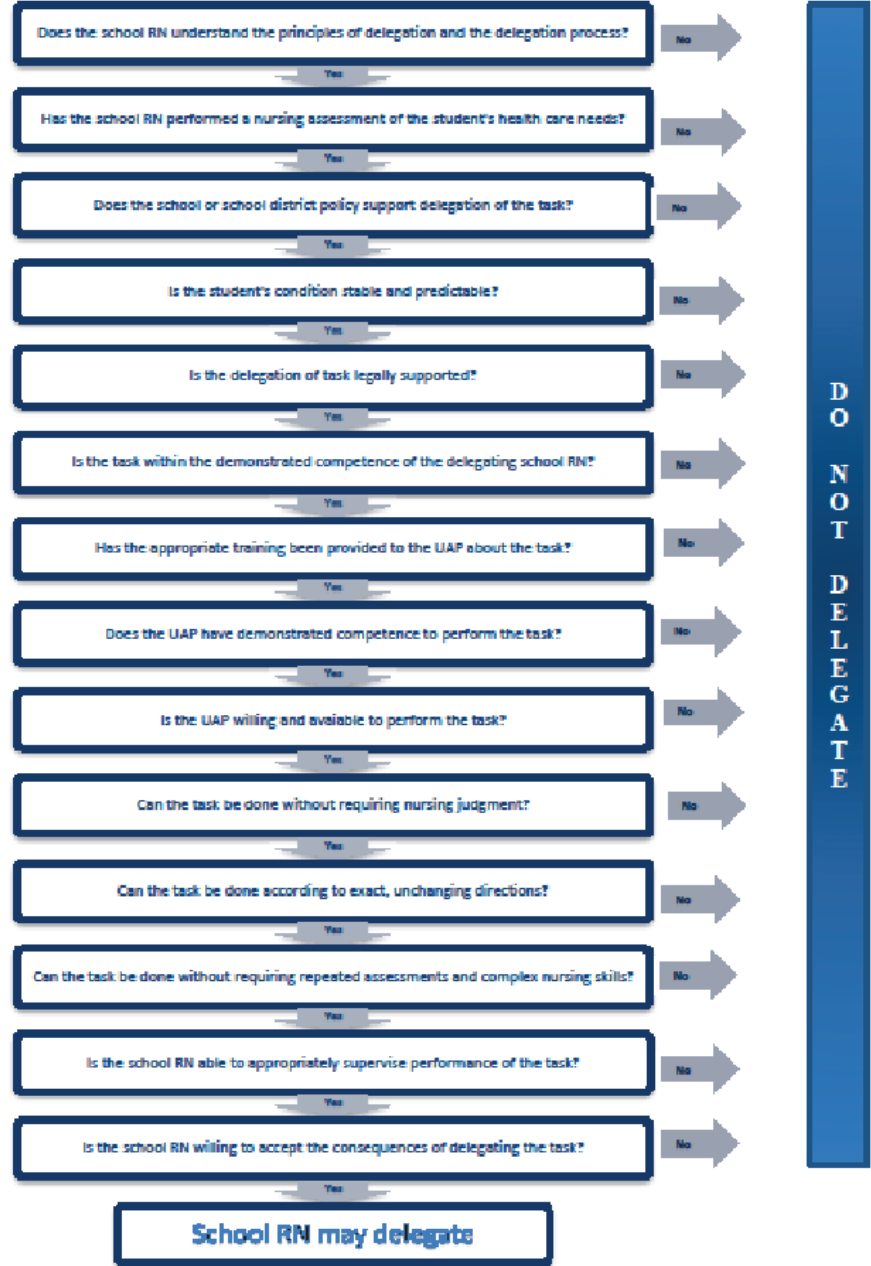 Does the school RN understand the principles of delegation and the delegation process?
No
Yes
Has the school RN performed a nursing assessment of the student's health care needs?
No
Yes
Does the school or school district policy support delegation of the task?
No
Yes
Is the student's condition stable and predictable?
No
Yes
Is the delegation of task legally supported?
No
Yes
Is the task within the demonstrated competence of the delegating school RN?
No
Yes
Has the appropriate training been provided to the UAP about the task?
No
Yes
Does the UAP have demonstrated competence to perform the task?
No
Yes
Is the UAP willing and avaiable to perform the task?
No
Yes
Can the task be done without requiring nursing judgment?
No
Yes
Can the task be done according to exact, unchanging directions?
No
Yes
Can the task be done without requiring repeated assessments and complex nursing skills?
No
Yes
Is the school RN able to appropriately supervise performance of the task?
No
Yes
Is the school RN willing to accept the consequences of delegating the task?
No
Yes
School RN may delegate
DO NOT DELEGATE